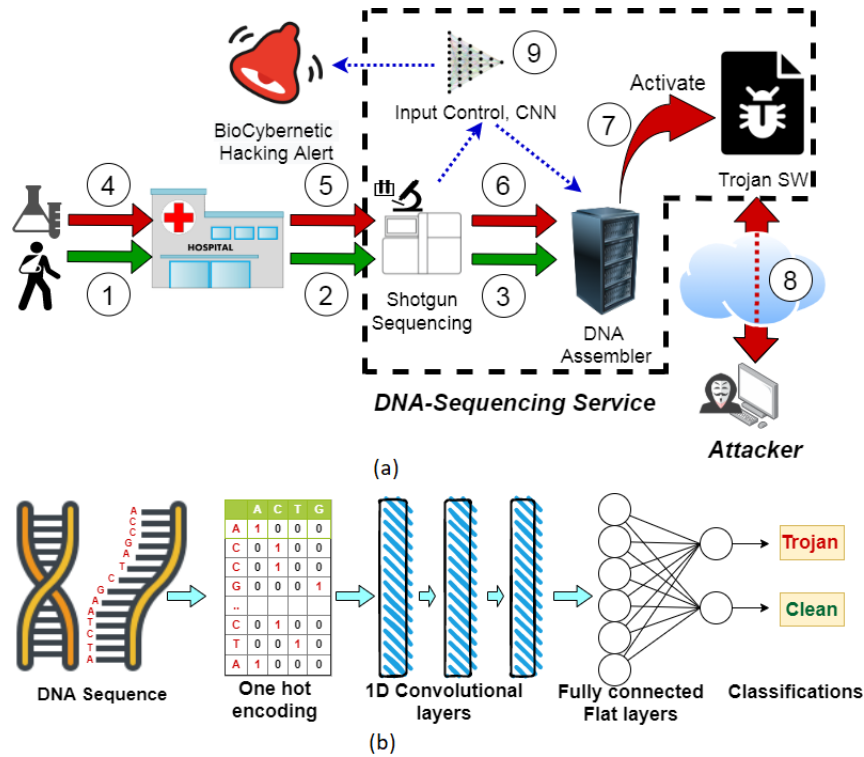 9
Input Control, CNN
BioCybernetic
Hacking Alert
Activate
7
Trojan SW
4
5
6
HOSPITAL
1
2
3
8
Shotgun
Sequencing
DNA
Assembler
DNA-Sequencing Service
Attacker
(a)
A
C
C
G
A
T
C
G
A
A
T
C
T
A
A C T G
A 1 0 0 0
C 0 1 0 0
C 0 1 0 0
G 0 0 0 1
..
C 0 1 0 0
T 0 0 1 0
A 1 0 0 0
Trojan
Clean
DNA Sequence
One hot
encoding
1D Convolutional
layers
Fully connected
Flat layers
Classifications
(b)